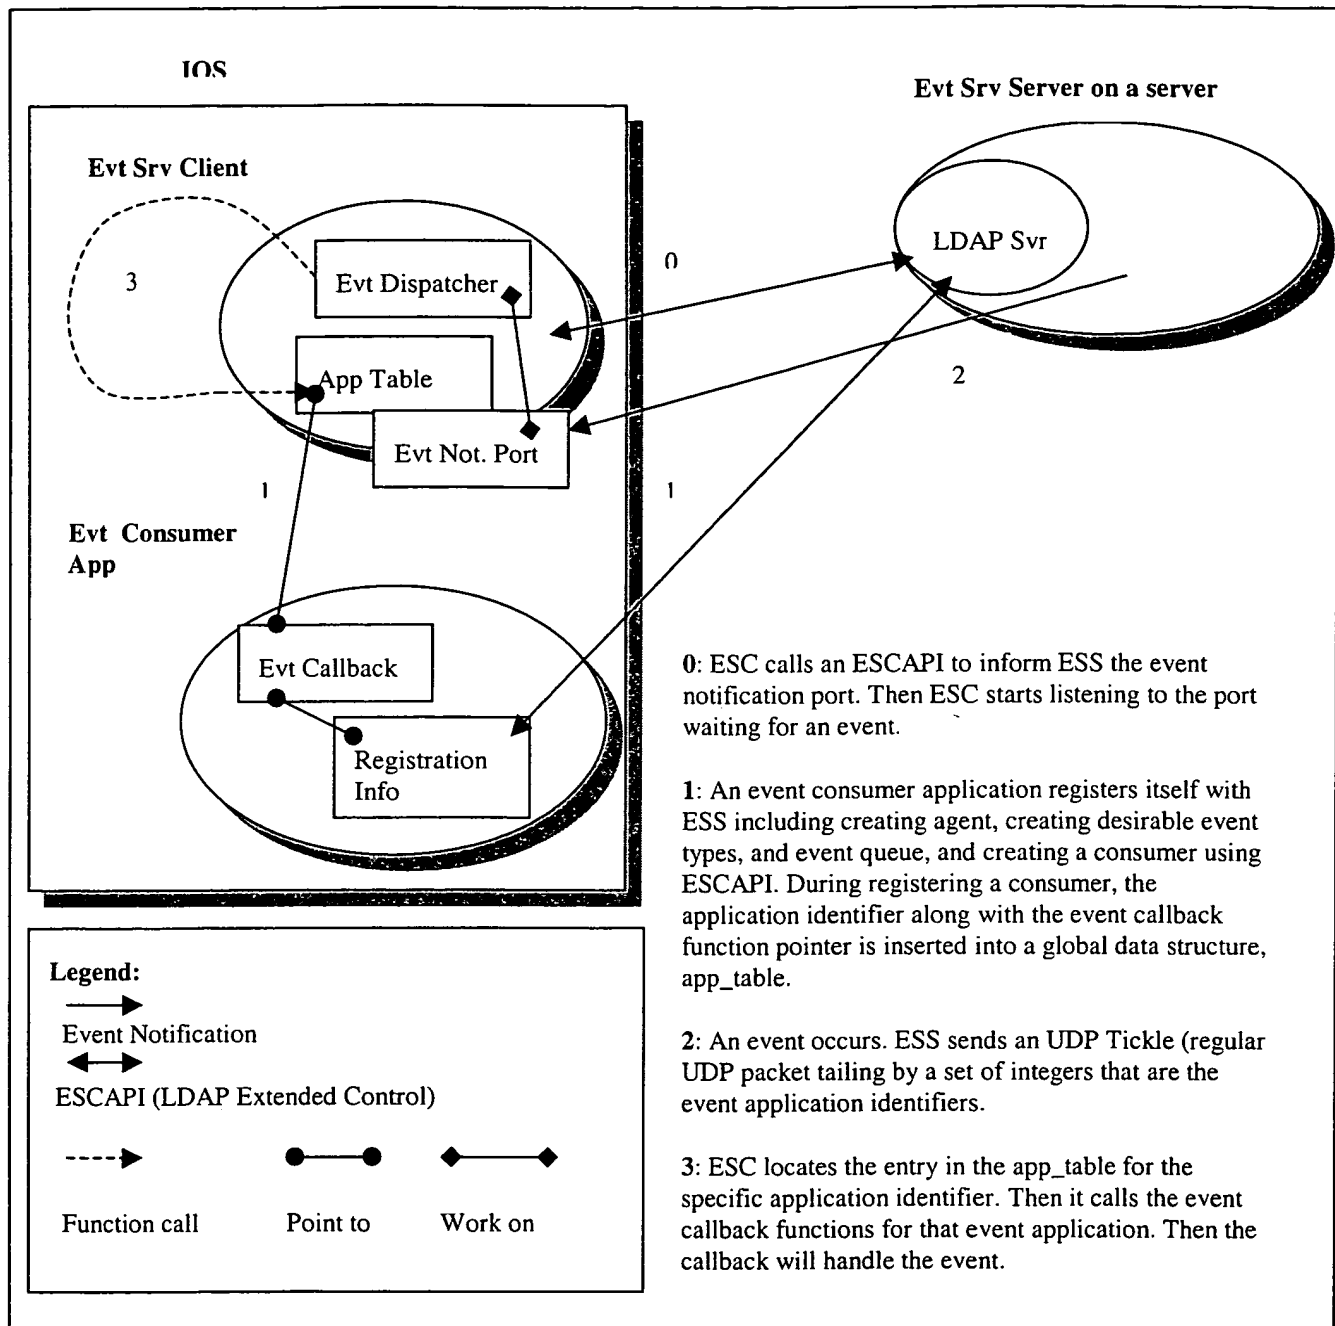 IOS
Evt Srv Server on a server
Evt Srv Client
LDAP Svr
0
Evt Dispatcher
3
2
App Table
Evt Not. Port
1
1
Evt Consumer
App
Evt Callback
Registration
Info
0: ESC calls an ESCAPI to inform ESS the event
notification port. Then ESC starts listening to the port
waiting for an event.
1: An event consumer application registers itself with
ESS including creating agent, creating desirable event
types, and event queue, and creating a consumer using
ESCAPI. During registering a consumer, the
application identifier along with the event callback
function pointer is inserted into a global data structure,
app_table.
2: An event occurs. ESS sends an UDP Tickle (regular
UDP packet tailing by a set of integers that are the
event application identifiers.
3: ESC locates the entry in the app_table for the
specific application identifier. Then it calls the event
callback functions for that event application. Then the
callback will handle the event.
Legend:
Event Notification
ESCAPI (LDAP Extended Control)
Function call
Point to
Work on